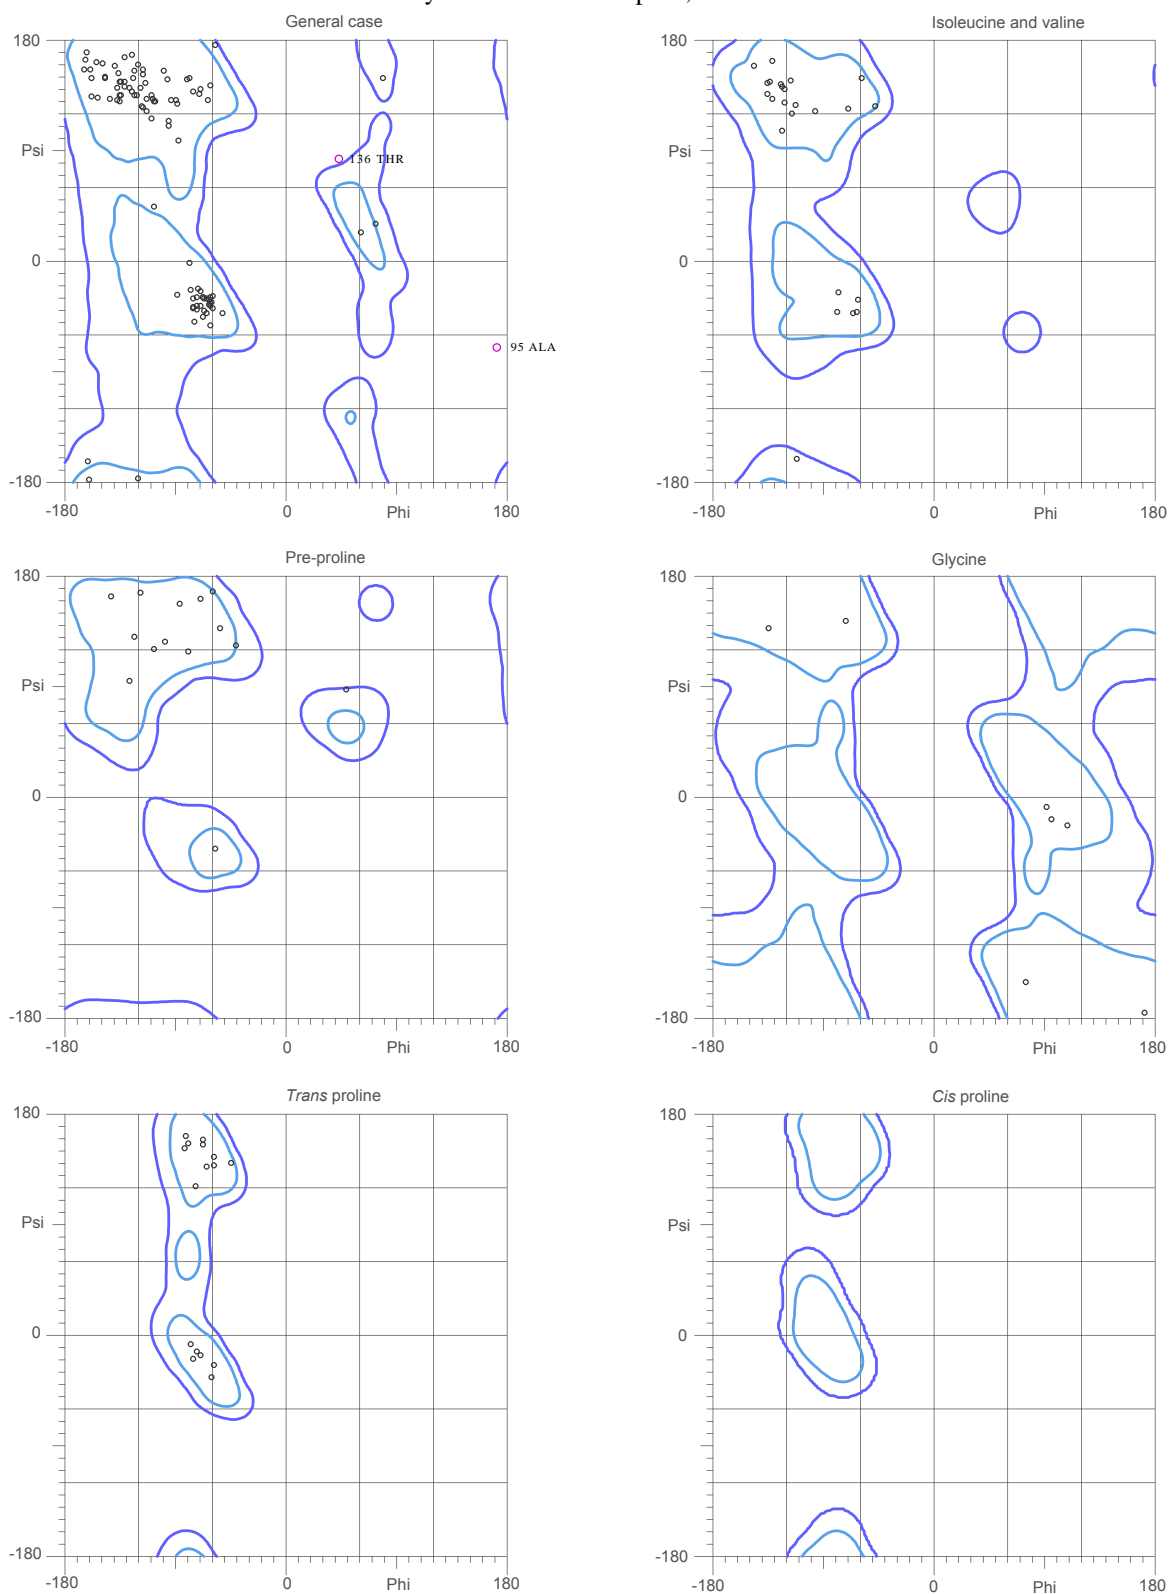 General case
180
Psi
0
-180
-180
0
Phi
180
136 THR
95 ALA
Isoleucine and valine
180
Psi
0
-180
-180
0
Phi
180
Pre-proline
180
Psi
0
-180
-180
0
Phi
180
Glycine
180
Psi
0
-180
-180
0
Phi
180
Trans proline
180
Psi
0
-180
-180
0
Phi
180
Cis proline
180
Psi
0
-180
-180
0
Phi
180